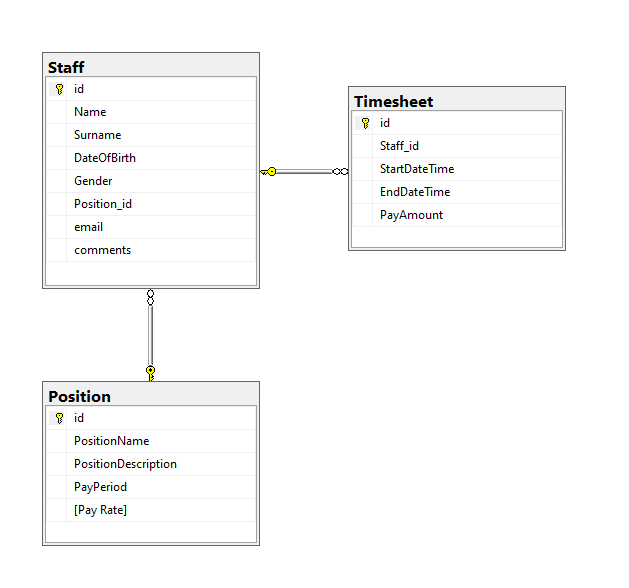 Staff
id
Name
Surname
DateOfBirth
Gender
Position_id
email
comments
Timesheet
id
Staff_id
StartDateTime
EndDateTime
PayAmount
Position
id
PositionName
PositionDescription
PayPeriod
[Pay Rate]